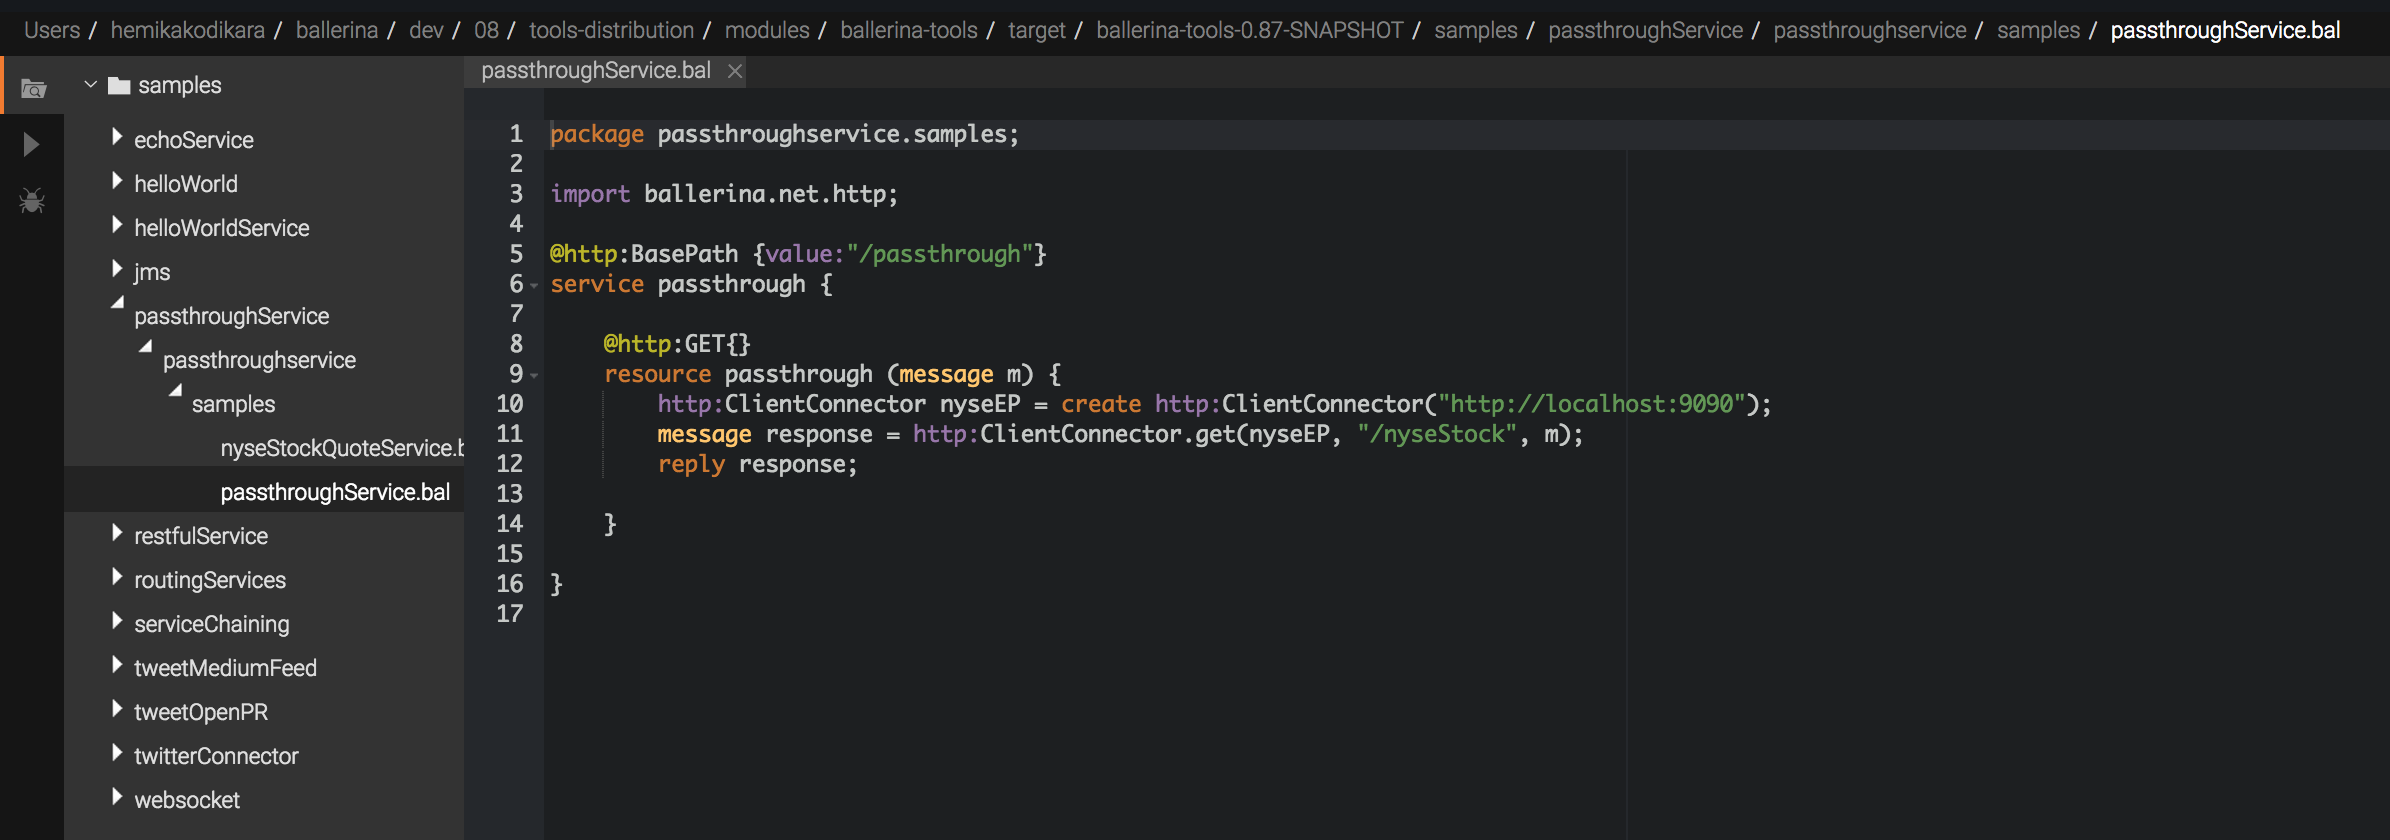 Users / hemikakodikara / ballerina / dev / 08 / tools-distribution / modules / ballerina-tools / target / ballerina-tools-0.87-SNAPSHOT / samples / passthroughService / passthroughservice / samples / passthroughService.bal
samples
echoService
helloWorld
helloWorldService
jms
passthroughService
passthroughservice
samples
nyseStockQuoteService.b
passthroughService.bal
restfulService
routingServices
serviceChaining
tweetMediumFeed
tweetOpenPR
twitterConnector
websocket
passthroughService.bal
1 package passthroughservice.samples;
2
3 import ballerina.net.http;
4
5 @http:BasePath {value:"/passthrough"}
6 service passthrough {
7
8     @http:GET{}
9     resource passthrough (message m) {
10         http:ClientConnector nyseEP = create http:ClientConnector("http://localhost:9090");
11         message response = http:ClientConnector.get(nyseEP, "/nyseStock", m);
12         reply response;
13
14     }
15
16 }
17